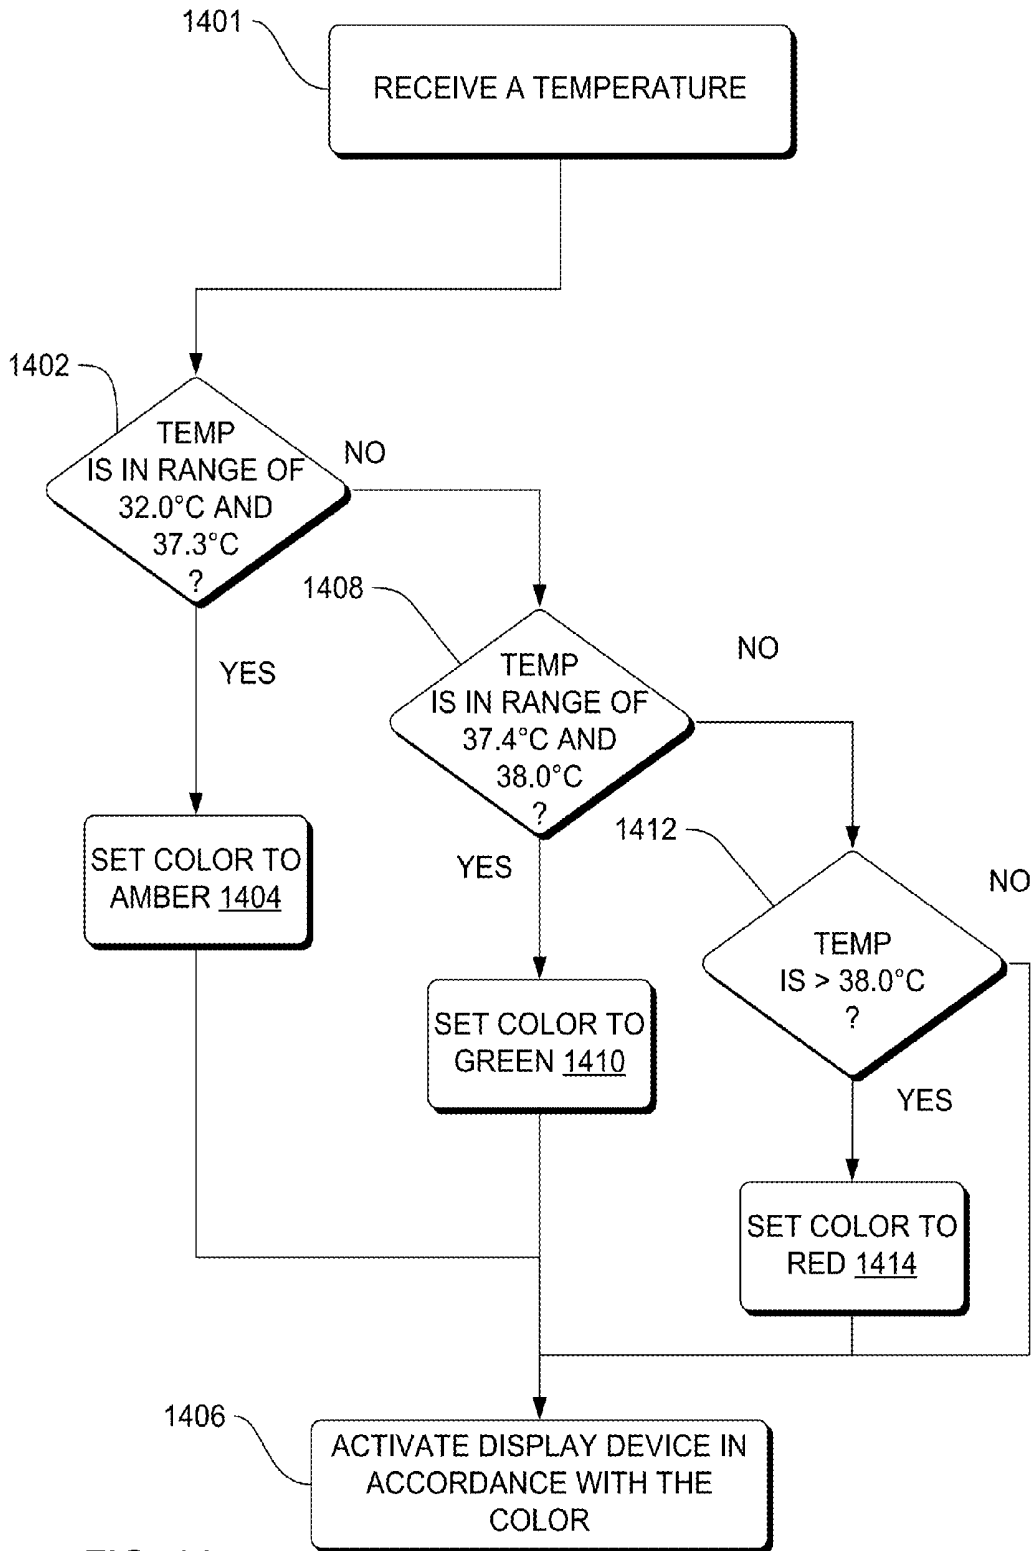 1401
RECEIVE A TEMPERATURE
1402
TEMP
IS IN RANGE OF
32.0°C AND
37.3°C
?
NO
YES
1408
TEMP
IS IN RANGE OF
37.4°C AND
38.0°C
?
NO
YES
SET COLOR TO
AMBER 1404
1412
TEMP
IS > 38.0°C
?
NO
YES
SET COLOR TO
GREEN 1410
SET COLOR TO
RED 1414
1406
ACTIVATE DISPLAY DEVICE IN
ACCORDANCE WITH THE
COLOR